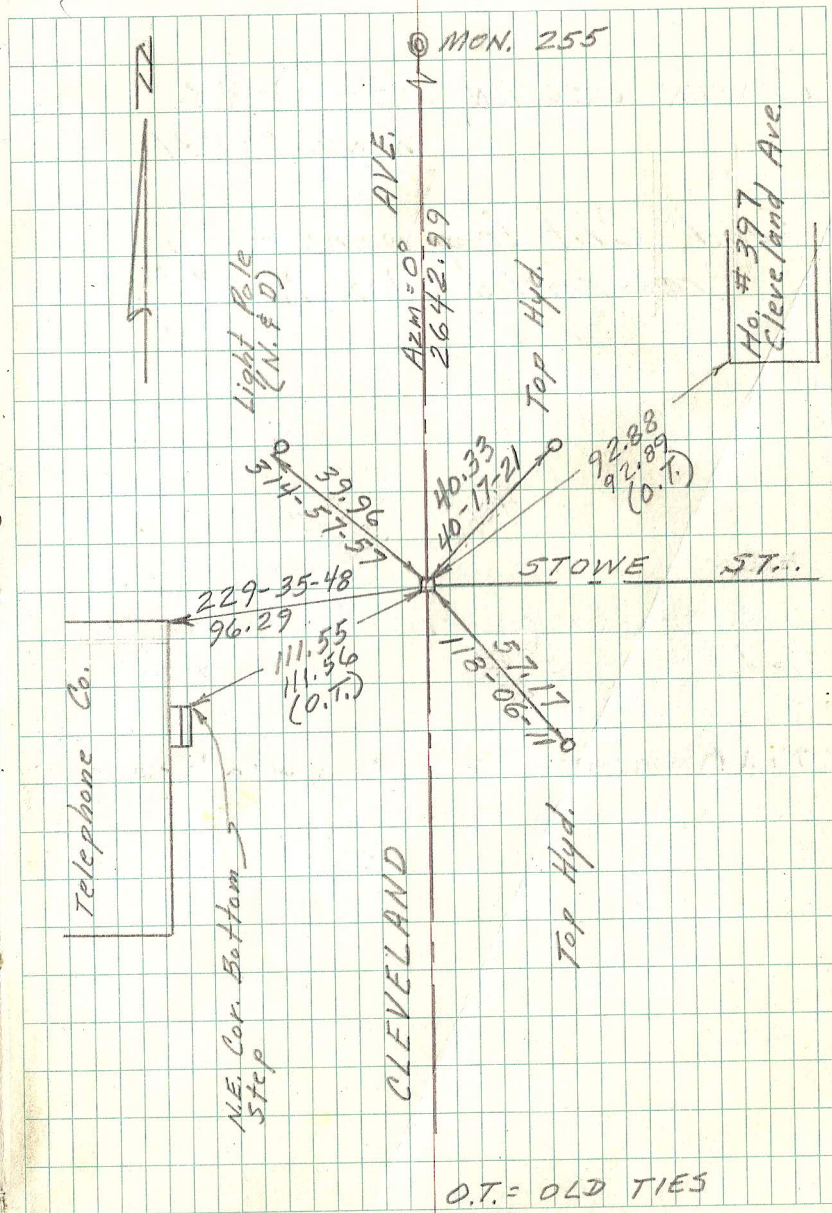 N
MON. 255
AVE.
Azm = 0°
2642.99
Light Pole
(N. & D)
Top Hyd.
Ho. #397
Cleveland Ave.
39.96
314-57-57
40.33
40-17-21
92.88
92.89
(O.T.)
STOWE ST.
229-35-48
96.29
111.55
111.56
(O.T.)
57.17
118-06-11
Telephone Co.
N.E. Cor. Bottom
Step
CLEVELAND
Top Hyd.
O.T. = OLD TIES